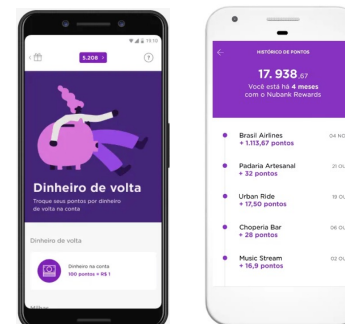 19:10
5.208 >
?
Dinheiro de volta
Troque seus pontos por dinheiro
de volta na conta
Dinheiro de volta
Dinheiro na conta
100 pontos = R$ 1
Milhas
HISTÓRICO DE PONTOS
17.938,67
Você está há 4 meses
com o Nubank Rewards
Brasil Airlines
04 NO
+ 1.113,67 pontos
Padaria Artesanal
21 OU
+ 32 pontos
Urban Ride
19 OU
+ 17,50 pontos
Choperia Bar
06 OU
+ 28 pontos
Music Stream
02 OU
+ 16,9 pontos